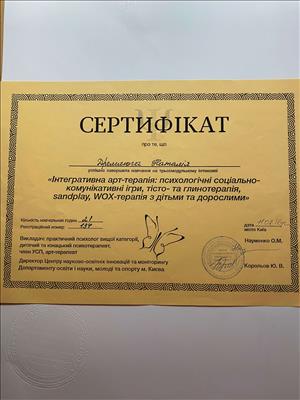 СЕРТИФІКАТ
про те, що
Наталія
успішно завершила навчання на трьохмодульному інтенсиві
«Інтегративна арт-терапія: психологічні соціально-
комунікативні ігри, тісто- та глинотерапія,
sandplay, WOX-терапія з дітьми та дорослими»
Кількість навчальних годин
Реєстраційний номер: 134
місто Київ
Викладач: практичний психолог вищої категорії,
дитячий та юнацький психотерапевт,
член УСП, арт-терапевт
Науменко О.М.
Директор Центру науково-освітніх інновацій та моніторингу
Департаменту освіти і науки, молоді та спорту м. Києва
Корольов Ю. В.